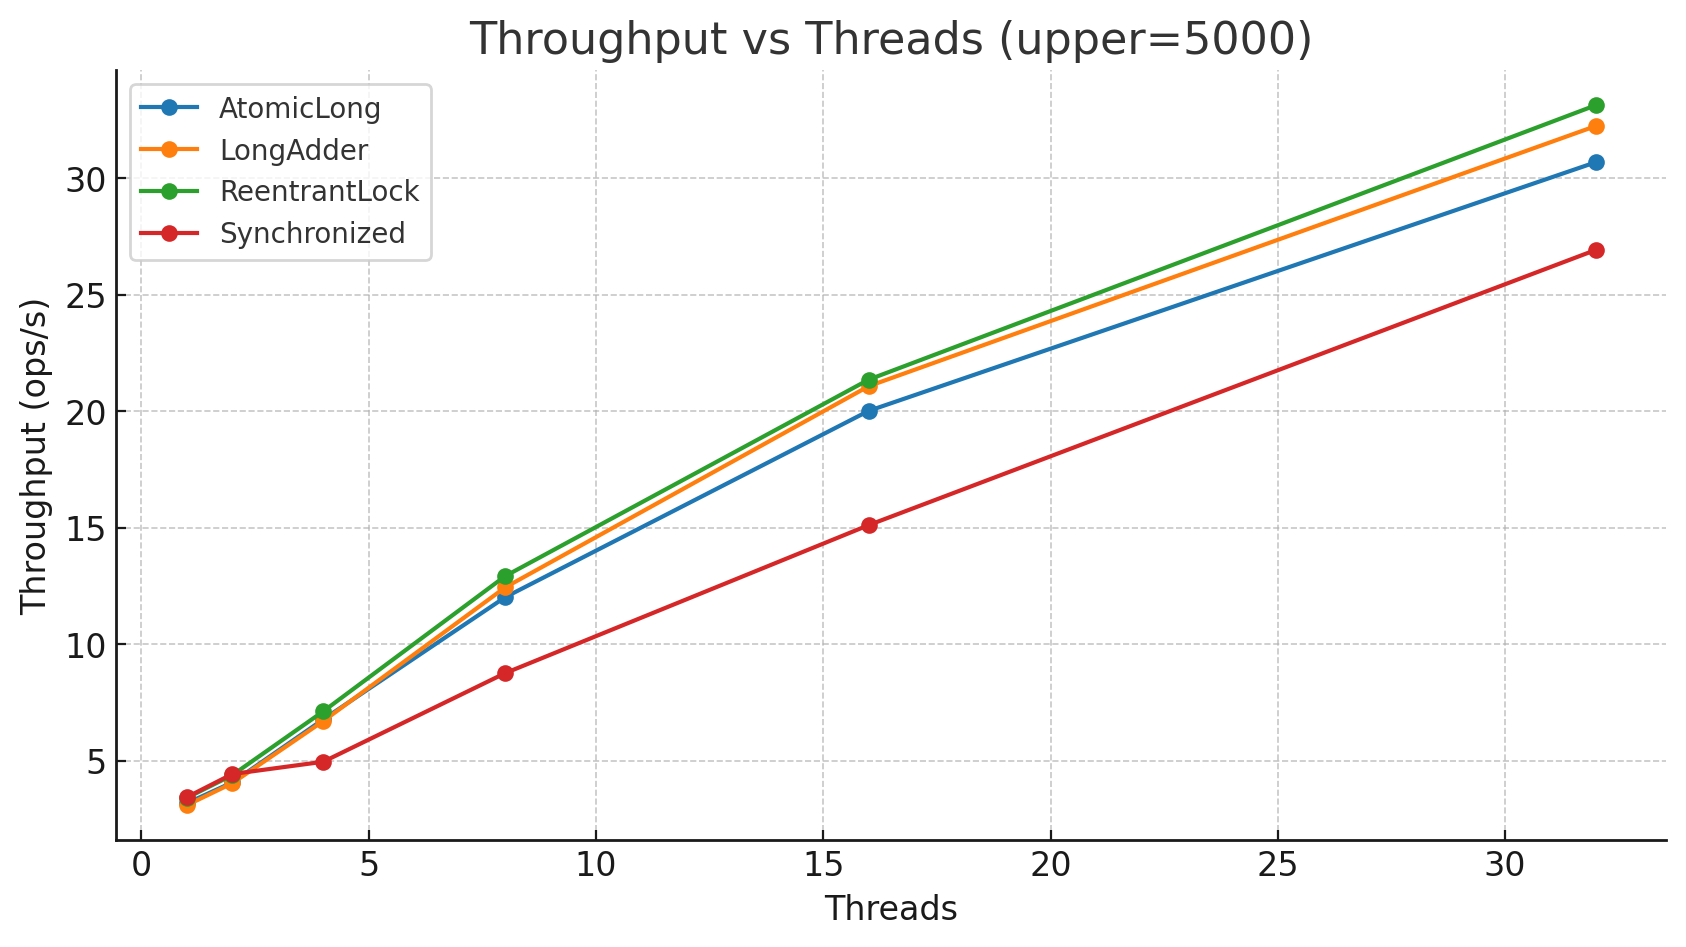 Throughput vs Threads (upper=5000)
AtomicLong
LongAdder
ReentrantLock
Synchronized
Throughput (ops/s)
30
25
20
15
10
5
0 5 10 15 20 25 30
Threads